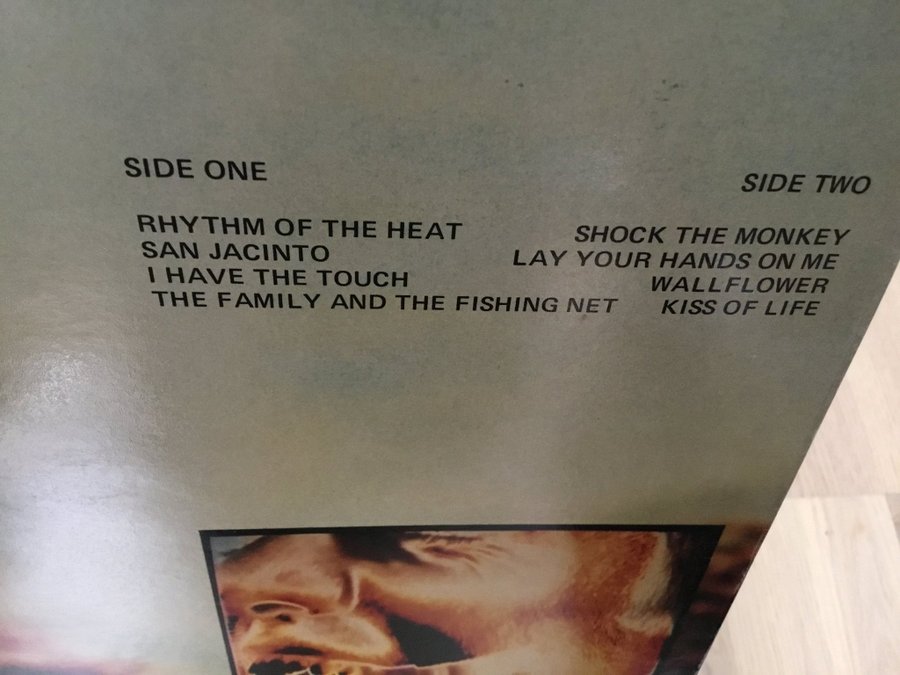 SIDE ONE
RHYTHM OF THE HEAT
SAN JACINTO
I HAVE THE TOUCH
THE FAMILY AND THE FISHING NET
SIDE TWO
SHOCK THE MONKEY
LAY YOUR HANDS ON ME
WALLFLOWER
KISS OF LIFE